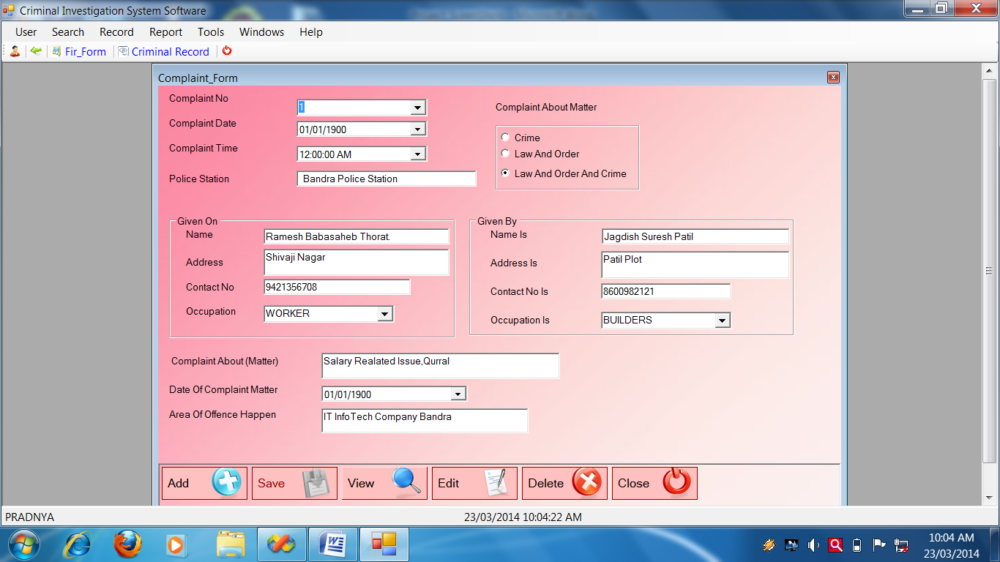 Criminal Investigation System Software
User Search Record Report Tools Windows Help
Fir_Form Criminal Record
Complaint_Form
Complaint No 1
Complaint Date 01/01/1900
Complaint Time 12:00:00 AM
Police Station Bandra Police Station
Complaint About Matter
Crime
Law And Order
Law And Order And Crime
Given On
Name Ramesh Babasaheb Thorat.
Address Shivaji Nagar
Contact No 9421356708
Occupation WORKER
Given By
Name Is Jagdish Suresh Patil
Address Is Patil Plot
Contact No Is 8600982121
Occupation Is BUILDERS
Complaint About (Matter) Salary Realated Issue,Qurral
Date Of Complaint Matter 01/01/1900
Area Of Offence Happen IT InfoTech Company Bandra
Add Save View Edit Delete Close
PRADNYA 23/03/2014 10:04:22 AM
10:04 AM
23/03/2014